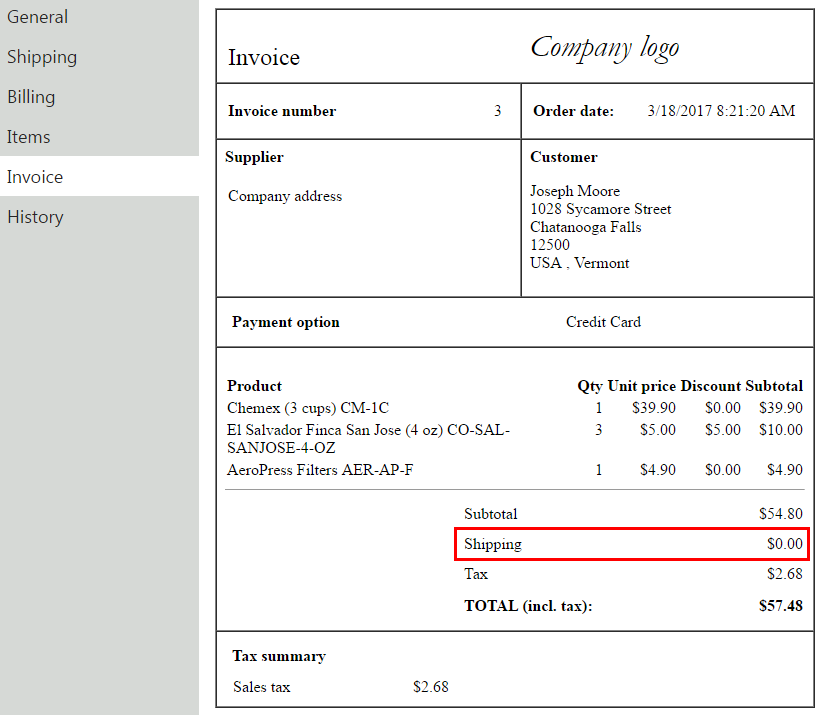 General
Shipping
Billing
Items
Invoice
History
Invoice
Company logo
Invoice number 3
Order date: 3/18/2017 8:21:20 AM
Supplier
Company address
Customer
Joseph Moore
1028 Sycamore Street
Chatanooga Falls
12500
USA , Vermont
Payment option Credit Card
Product Qty Unit price Discount Subtotal
Chemex (3 cups) CM-1C 1 $39.90 $0.00 $39.90
El Salvador Finca San Jose (4 oz) CO-SAL- 3 $5.00 $5.00 $10.00
SANJOSE-4-OZ
AeroPress Filters AER-AP-F 1 $4.90 $0.00 $4.90
Subtotal $54.80
Shipping $0.00
Tax $2.68
TOTAL (incl. tax): $57.48
Tax summary
Sales tax $2.68